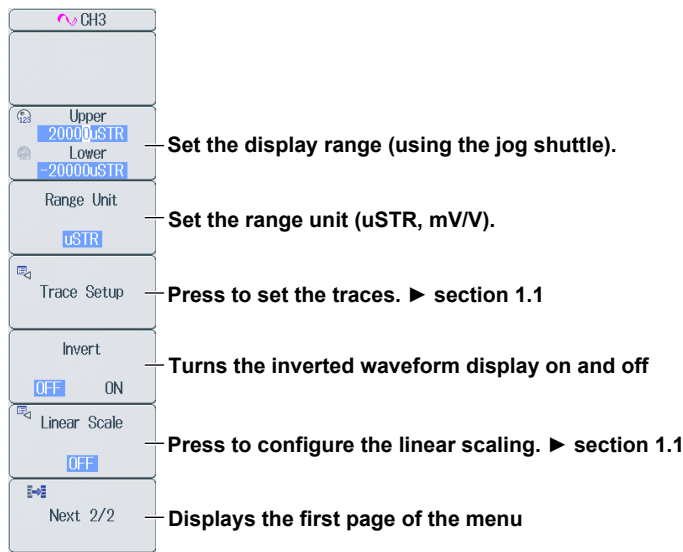 CH3
Upper
20000uSTR
Lower
-20000uSTR
Set the display range (using the jog shuttle).
Range Unit
uSTR
Set the range unit (uSTR, mV/V).
Trace Setup
Press to set the traces. ► section 1.1
Invert
OFF ON
Turns the inverted waveform display on and off
Linear Scale
OFF
Press to configure the linear scaling. ► section 1.1
Next 2/2
Displays the first page of the menu